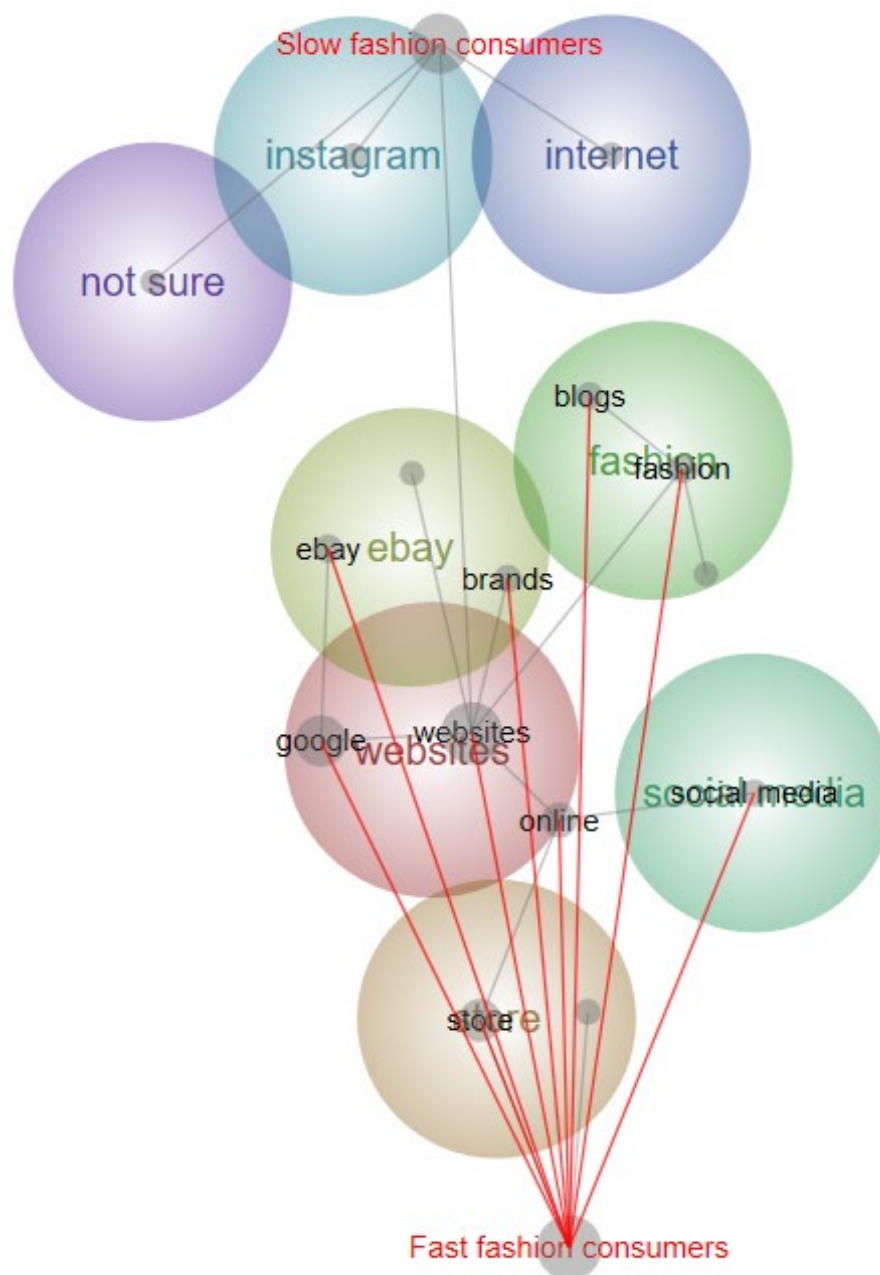 Slow fashion consumers
instagram
internet
not sure
blogs
fashion
fashion
ebay
ebay
brands
google
websites
websites
online
social media
social media
store
store
Fast fashion consumers